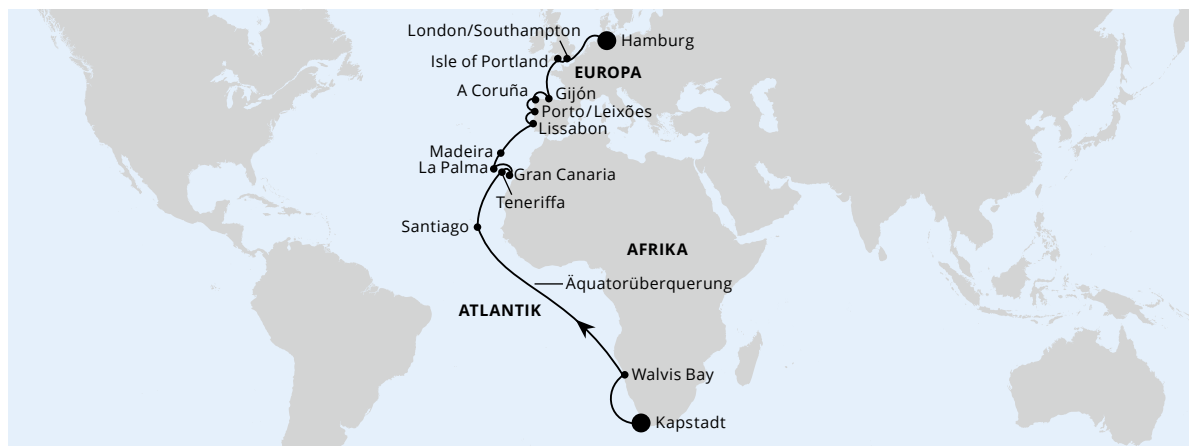 London/Southampton
Hamburg
Isle of Portland
EUROPA
A Coruña
Gijón
Porto/Leixões
Lissabon
Madeira
La Palma
Gran Canaria
Teneriffa
Santiago
AFRIKA
Äquatorüberquerung
ATLANTIK
Walvis Bay
Kapstadt